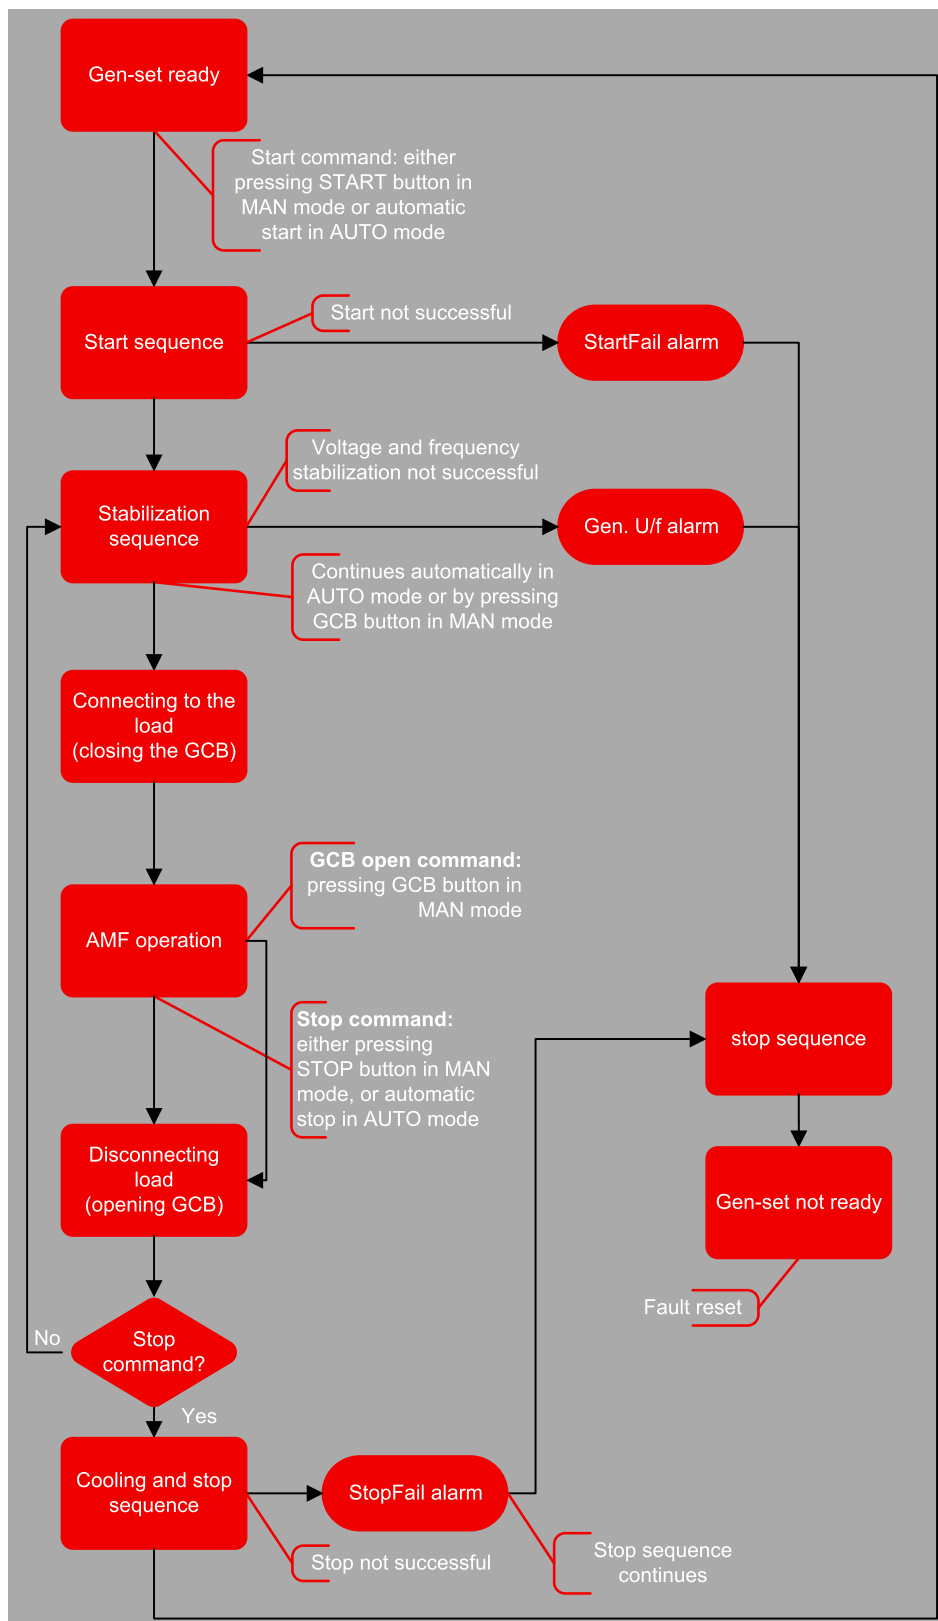 Gen-set ready
Start command: either
pressing START button in
MAN mode or automatic
start in AUTO mode
Start sequence
Start not successful
StartFail alarm
Voltage and frequency
stabilization not successful
Stabilization
sequence
Gen. U/f alarm
Continues automatically in
AUTO mode or by pressing
GCB button in MAN mode
Connecting to the
load
(closing the GCB)
GCB open command:
pressing GCB button in
MAN mode
AMF operation
Stop command:
either pressing
STOP button in MAN
mode, or automatic
stop in AUTO mode
stop sequence
Disconnecting
load
(opening GCB)
Gen-set not ready
Fault reset
No
Stop
command?
Yes
Cooling and stop
sequence
StopFail alarm
Stop not successful
Stop sequence
continues